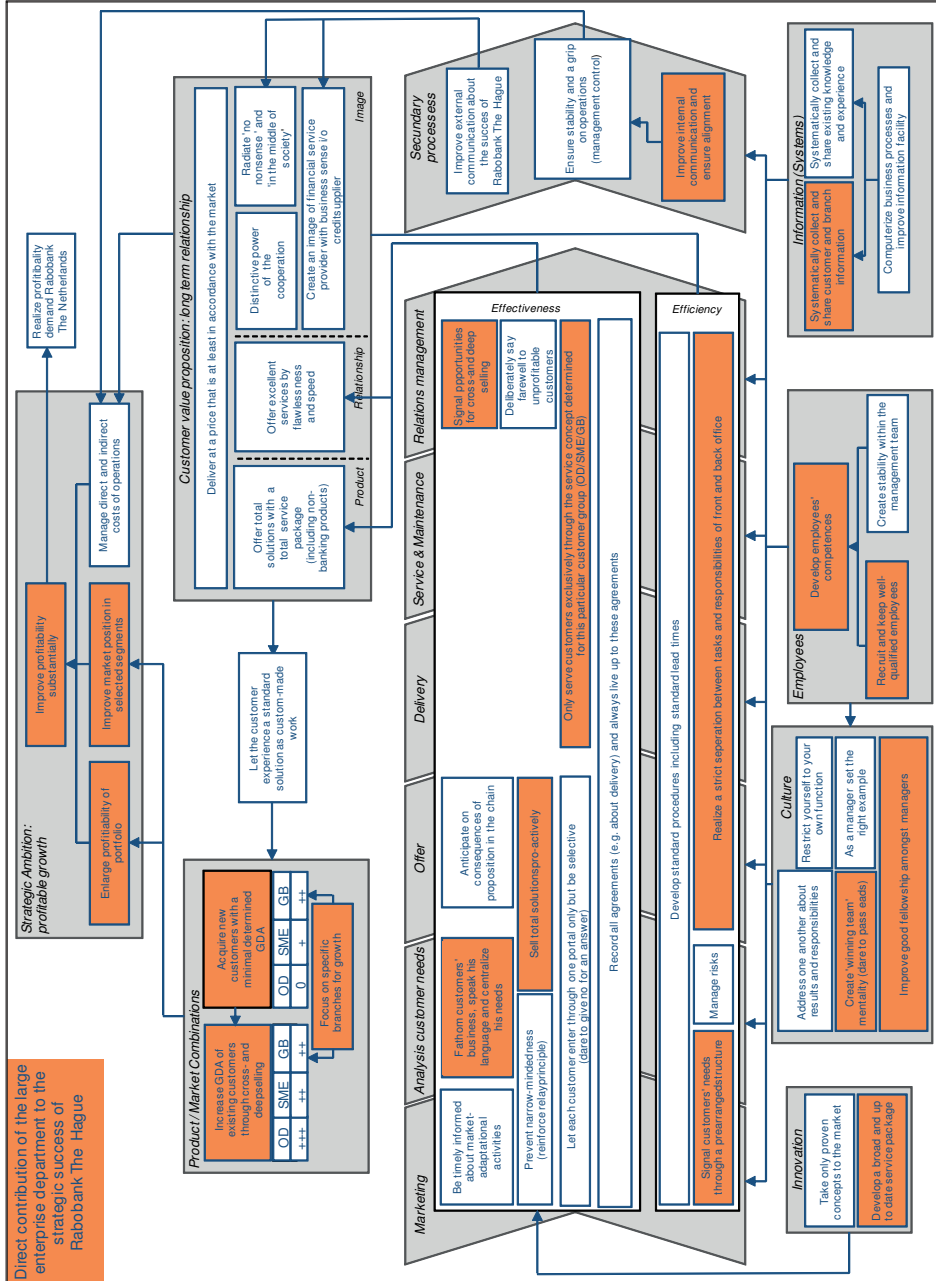 Direct contribution of the large
enterprise department to the
strategic success of
Rabobank The Hague
Strategic Ambition:
profitable growth
Enlarge profitiability of
portfolio
Improve profitability
substantially
Improve market position in
selected segments
Manage direct and indirect
costs of operations
Realize profitibality
demand Rabobank
The Netherlands
Product / Market Combinations
Increase GDA of
existing customers
through cross- and
deepselling
OD SME GB
+++ ++ ++
Acquire new
customers with a
minimal determined
GDA
OD SME GB
0 + ++
Focus on specific
branches for growth
Let the customer
experience a standard
solution as custom-made
work
Customer value proposition: long term relationship
Deliver at a price that is at least in accordance with the market
Offer total
solutions with a
total service
package
(including non-
banking products)
Product
Offer excellent
services by
flawlessness
and speed
Relationship
Distinctive power
of the
cooperation
Radiate 'no
nonsense' and
'in the middle of
society'
Create an image of financial service
provider with business sense i/o
credit supplier
Image
Marketing
Analysis customer needs
Offer
Delivery
Service & Maintenance
Relations management
Effectiveness
Be timely informed
about market-
adaptational
activities
Fathom customers'
business, speak his
language and centralize
his needs
Anticipate on
consequences of
proposition in the chain
Signal ppportunities
for cross-and deep
selling
Prevent narrow-mindedness
(reinforce relayprinciple)
Sell total solutionspro-actively
Deliberately say
farewell to
unprofitable
customers
Let each customer enter through one portal only but be selective
(dare to give no for an answer)
Only serve customers exclusively through the service concept determined
for this particular customer group (OD/SME/GB)
Record all agreements (e.g. about delivery) and always live up to these agreements
Efficiency
Develop standard procedures including standard lead times
Signal customers' needs
through a prearrangedstructure
Manage risks
Realize a strict seperation between tasks and responsibilities of front and back office
Secundary
processess
Improve external
communication about
the succes of
Rabobank The Hague
Ensure stability and a grip
on operations
(management control)
Improve internal
communication and
ensure alignment
Innovation
Take only proven
concepts to the market
Develop a broad and up
to date service package
Culture
Address one another about
results and responsibilities
Restrict yourself to your
own function
Create 'winning team'
mentality (dare to pass eads)
As a manager set the
right example
Improve good fellowship amongst managers
Employees
Develop employees'
competences
Recruit and keep well-
qualified employees
Create stability within the
management team
Information (Systems)
Systematically collect and
share customer and branch
information
Systematically collect and
share existing knowledge
and experience
Computerize business processes and
improve information facility